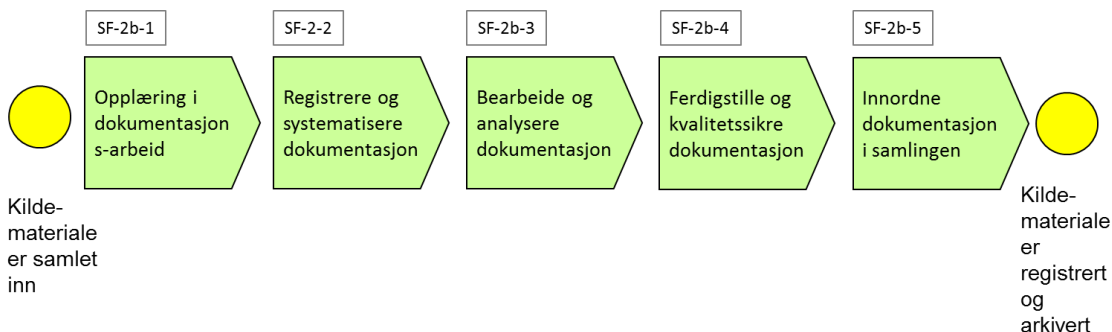 SF-2b-1
SF-2-2
SF-2b-3
SF-2b-4
SF-2b-5
Opplæring i
dokumentasjon
s-arbeid
Registrere og
systematisere
dokumentasjon
Bearbeide og
analysere
dokumentasjon
Ferdigstille og
kvalitetssikre
dokumentasjon
Innordne
dokumentasjon
i samlingen
Kilde-
materiale
er samlet
inn
Kilde-
materiale
er
registrert
og
arkivert